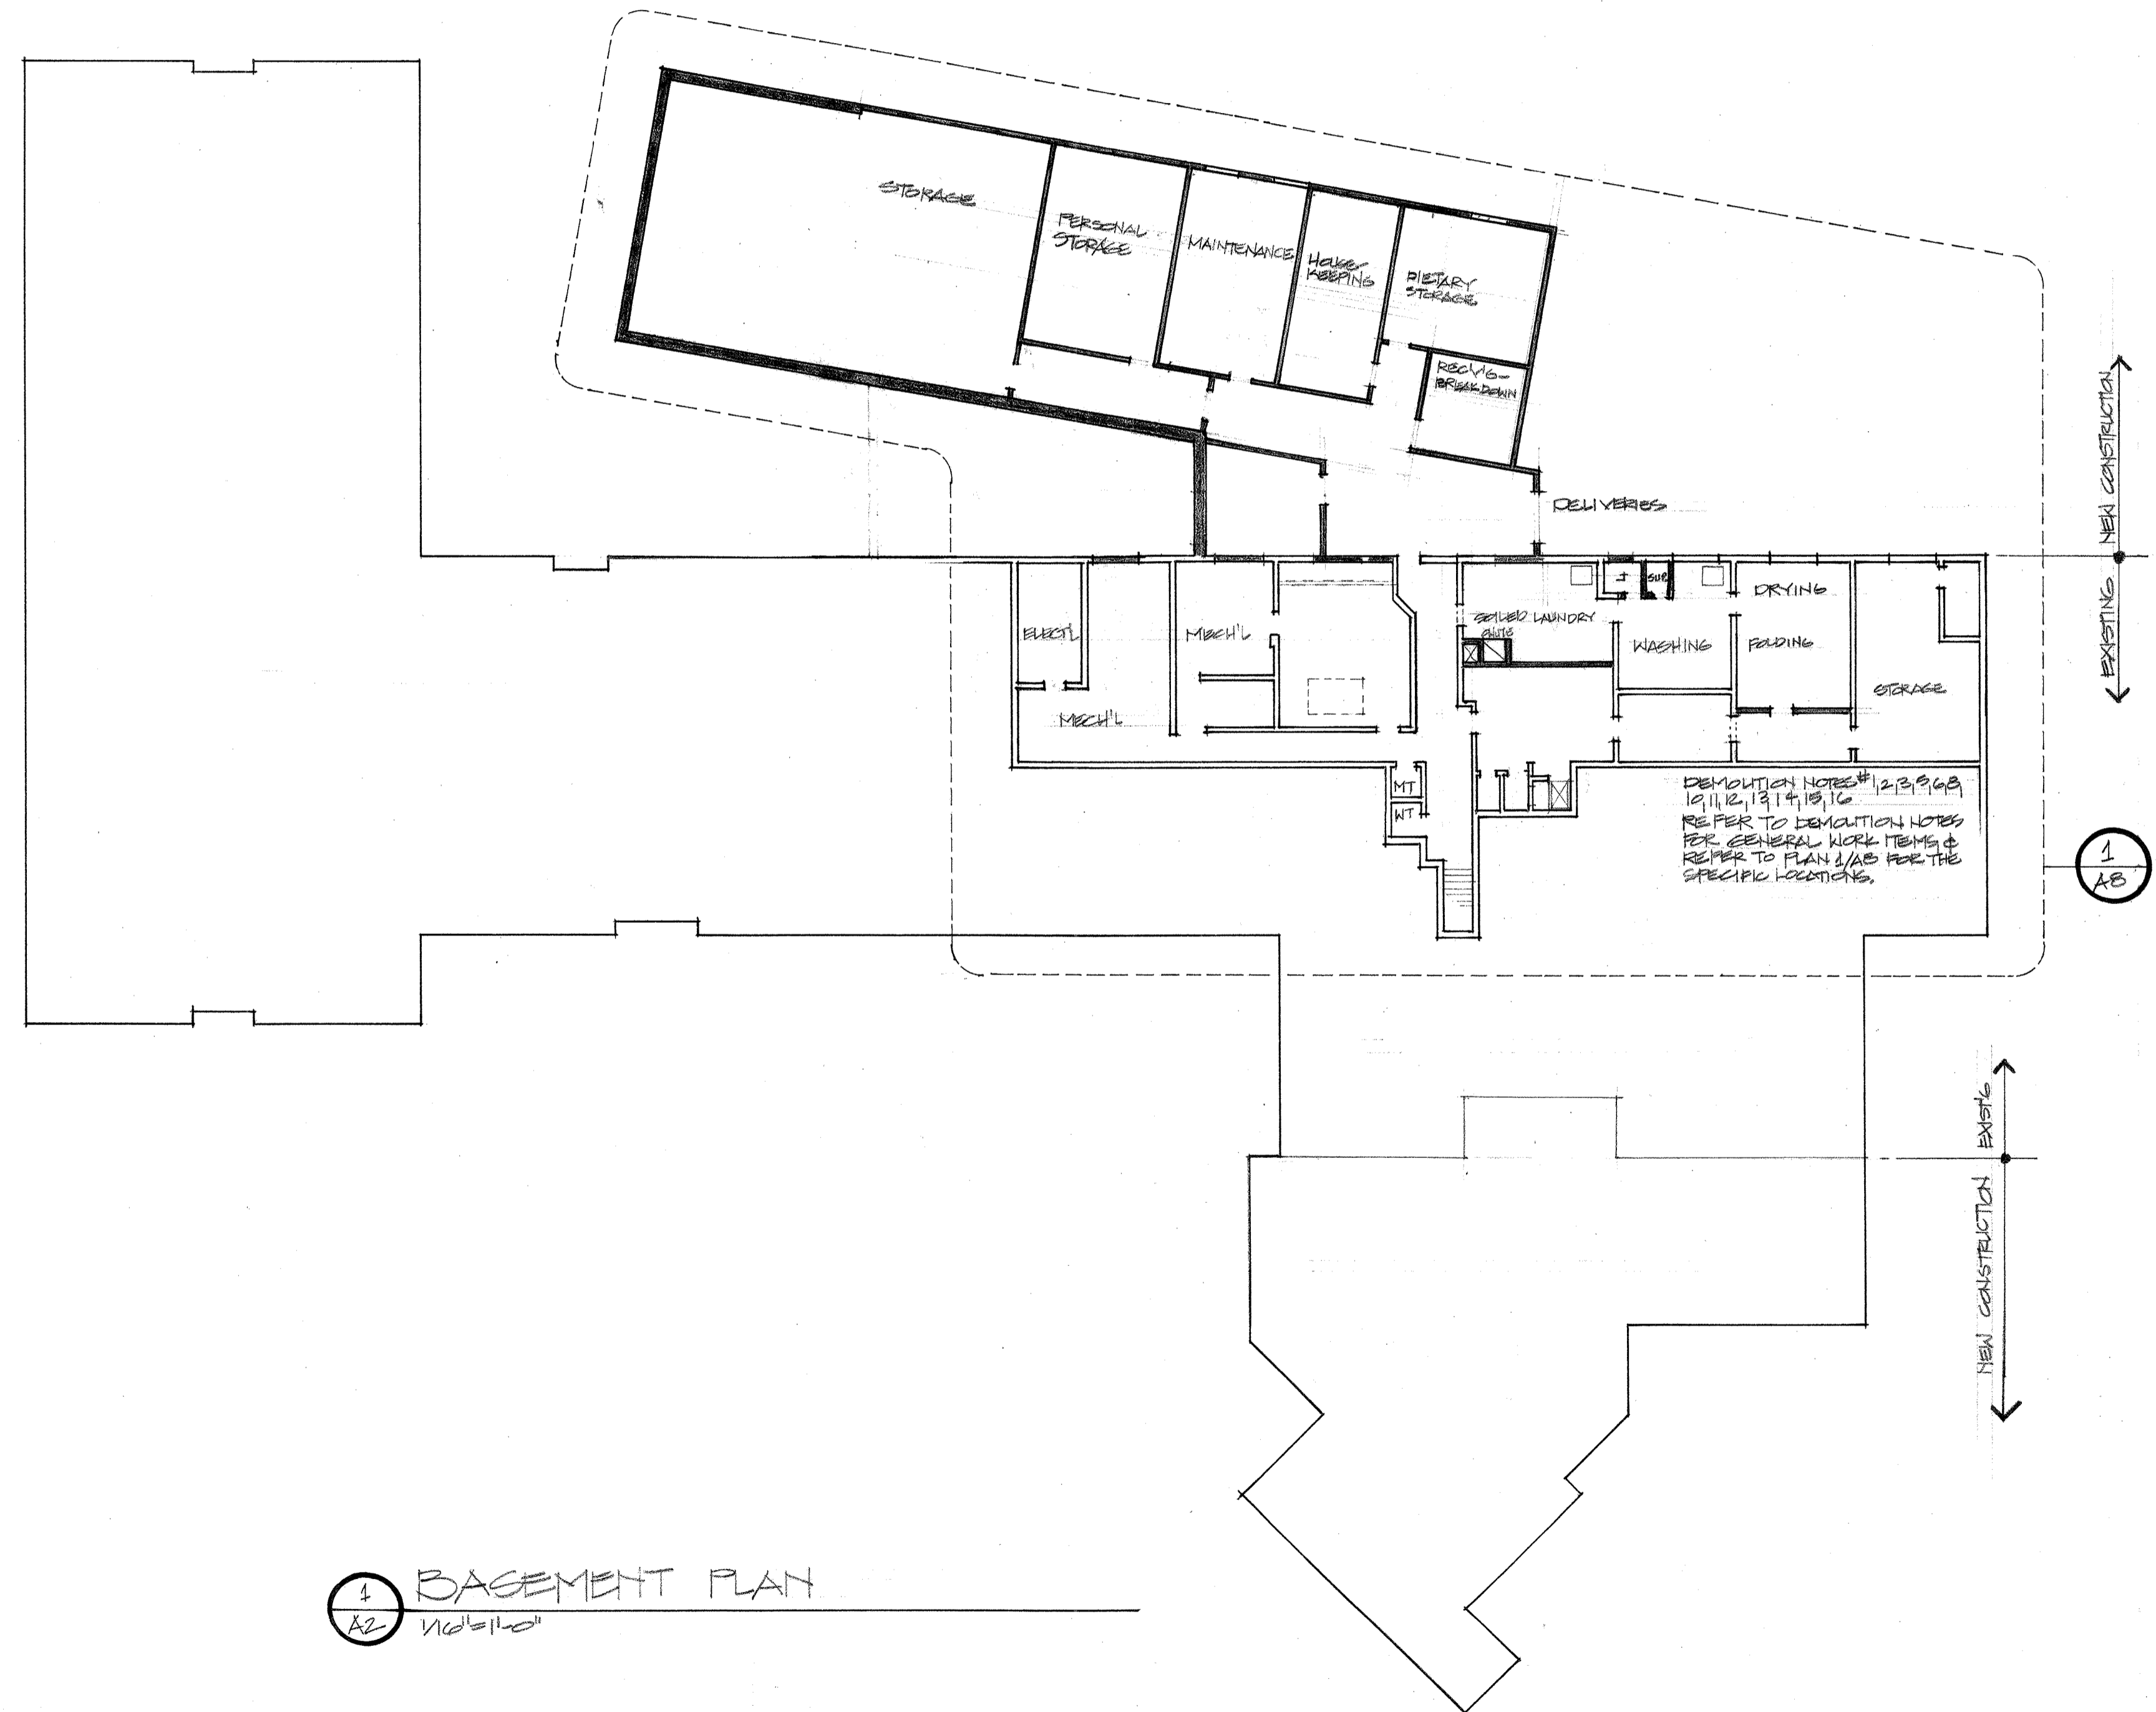 STORAGE
PERSONAL
STORAGE
MAINTENANCE
HOUSE-
KEEPING
DIETARY
STORAGE
REC'V'G-
BREAKDOWN
DELIVERIES
NEW CONSTRUCTION
EXISTING
ELECT'L
MECH'L
MECH'L
SOILED LAUNDRY
CHUTE
SUP
WASHING
DRYING
FOLDING
STORAGE
MT
WT
DEMOLITION NOTES #1,2,3,5,6,8,
10,11,12,13,14,15,16
REFER TO DEMOLITION NOTES
FOR GENERAL WORK ITEMS &
REFER TO PLAN 1/A8 FOR THE
SPECIFIC LOCATIONS.
1
A8
EXIST'G
NEW CONSTRUCTION
1
A2
BASEMENT PLAN
1/16"=1'-0"